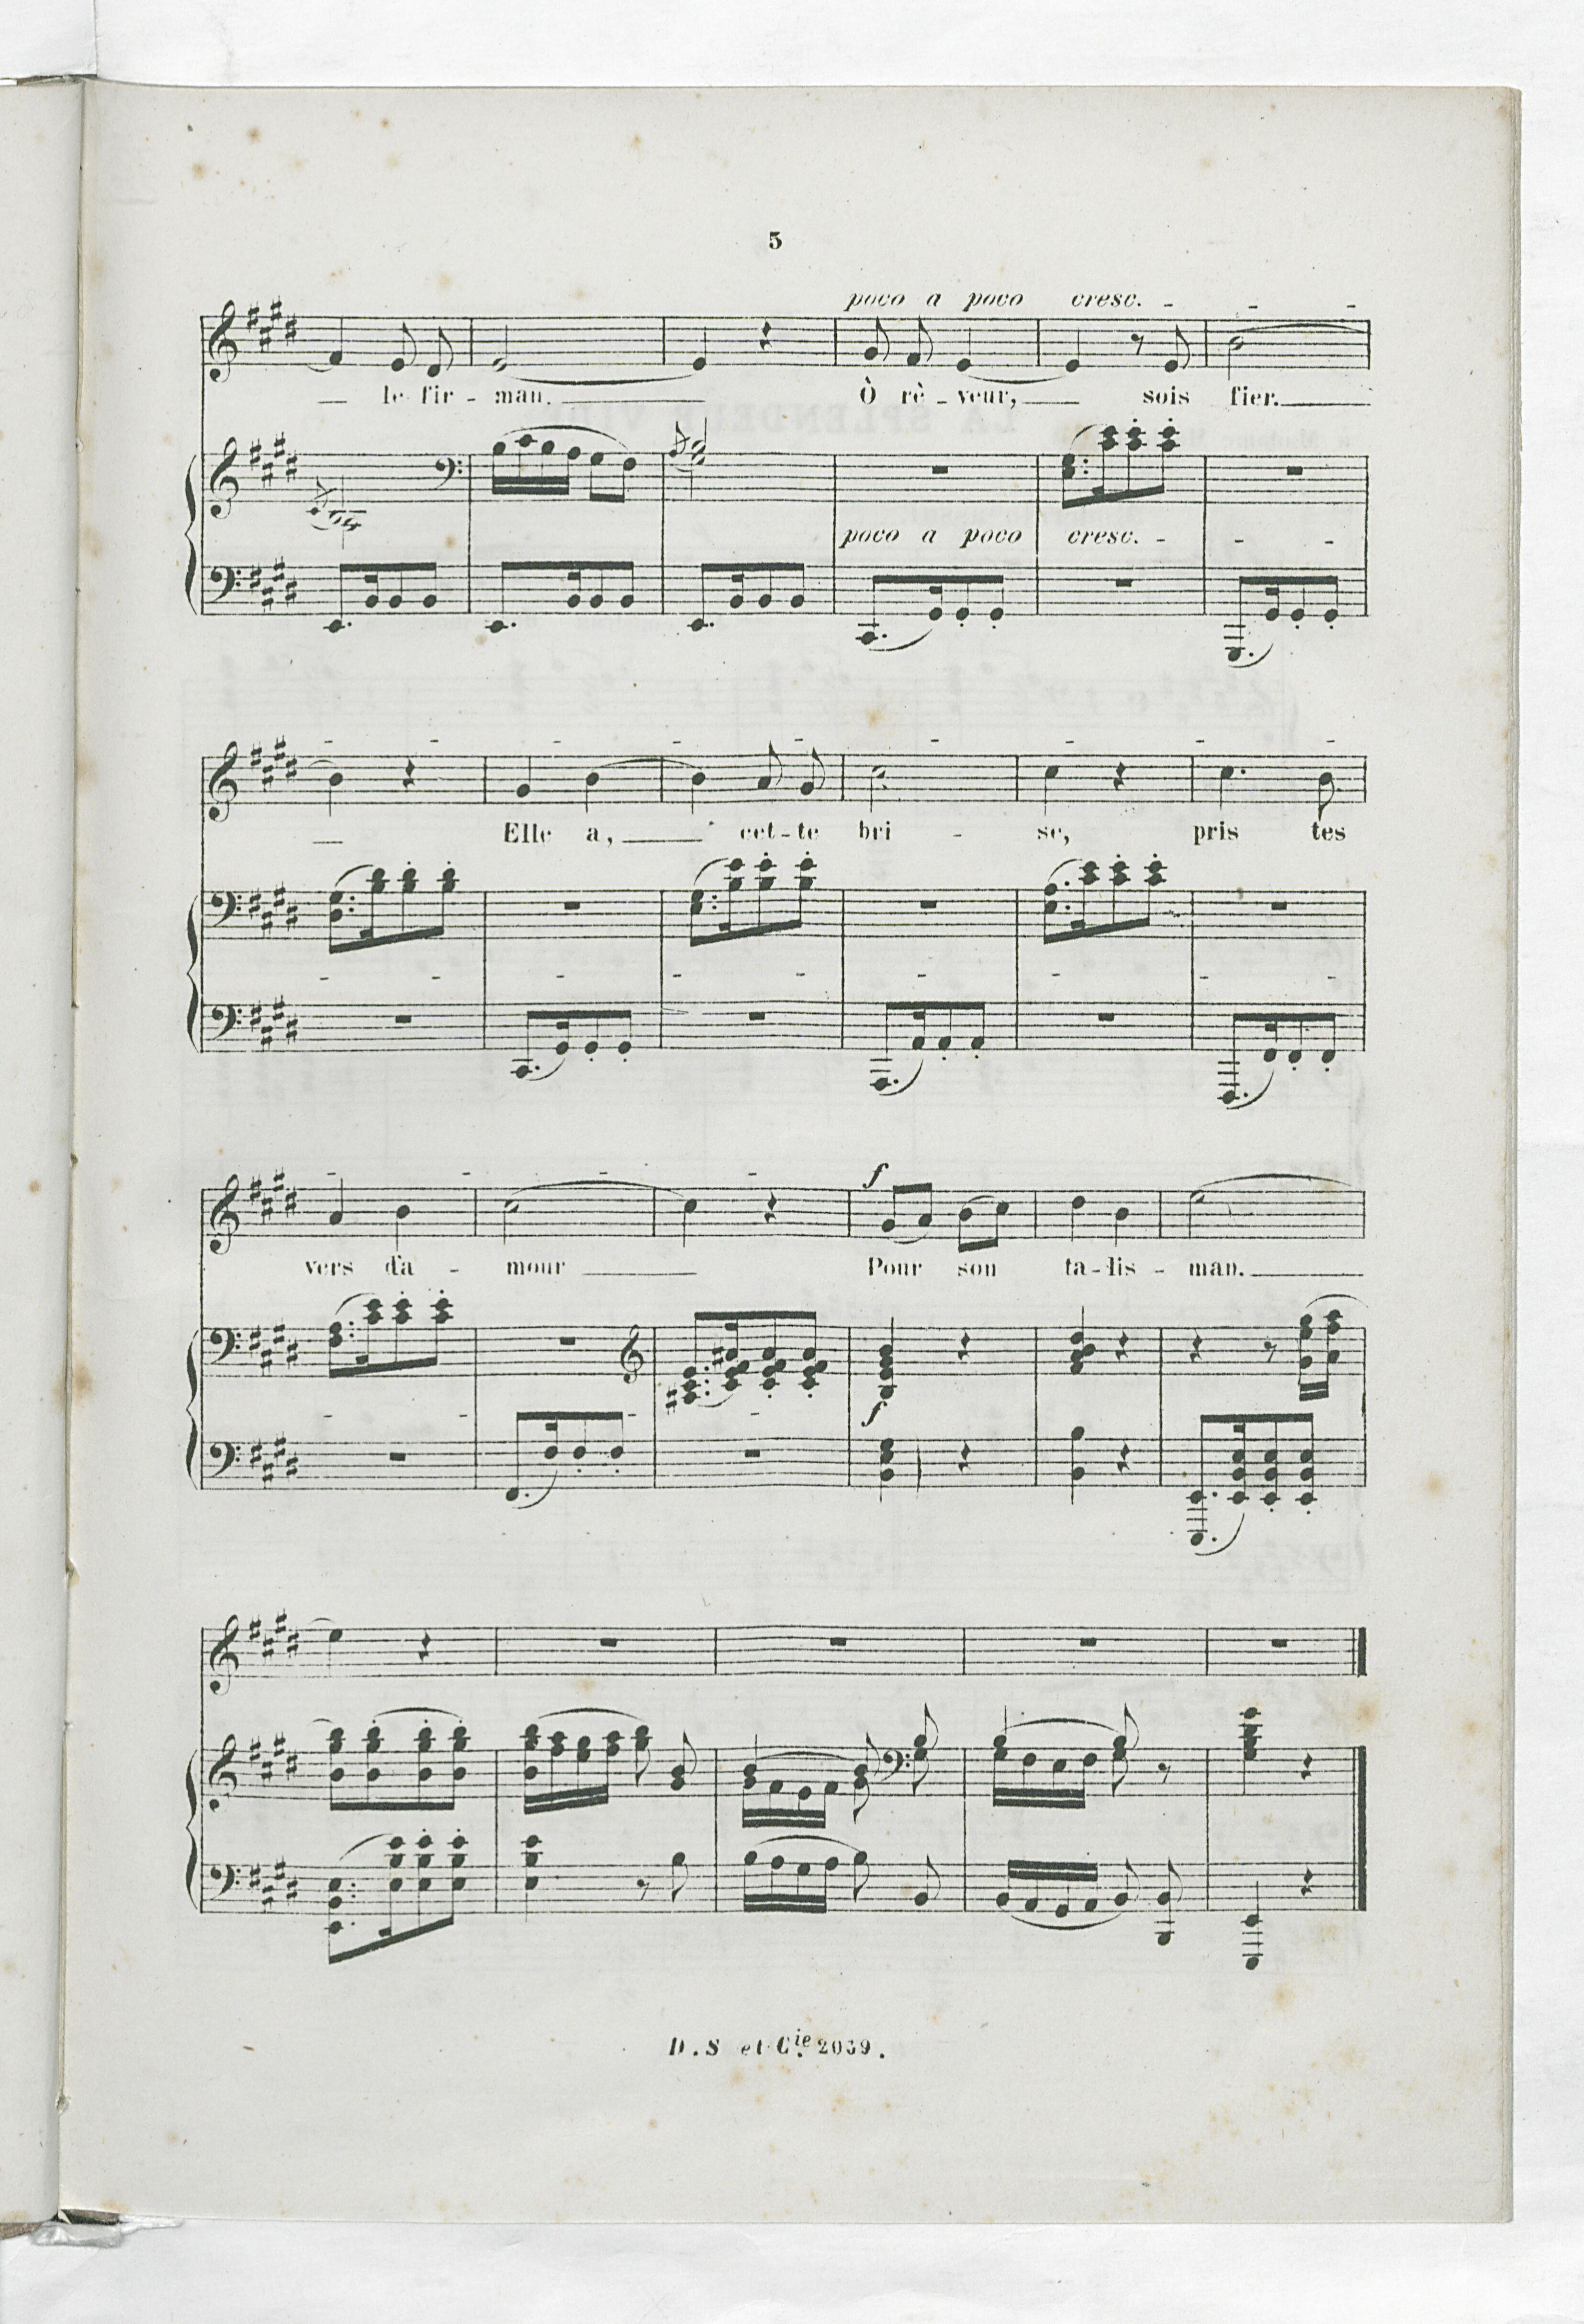 5
poco a poco cresc. - - -
le fir - man.
Ò rè - veur, sois fier.
poco a poco cresc. - - -
Elle a, cet - te bri - se, pris tes
f
vers d'a - mour Pour son ta - lis - man.
f
D. S et Cie. 2039.